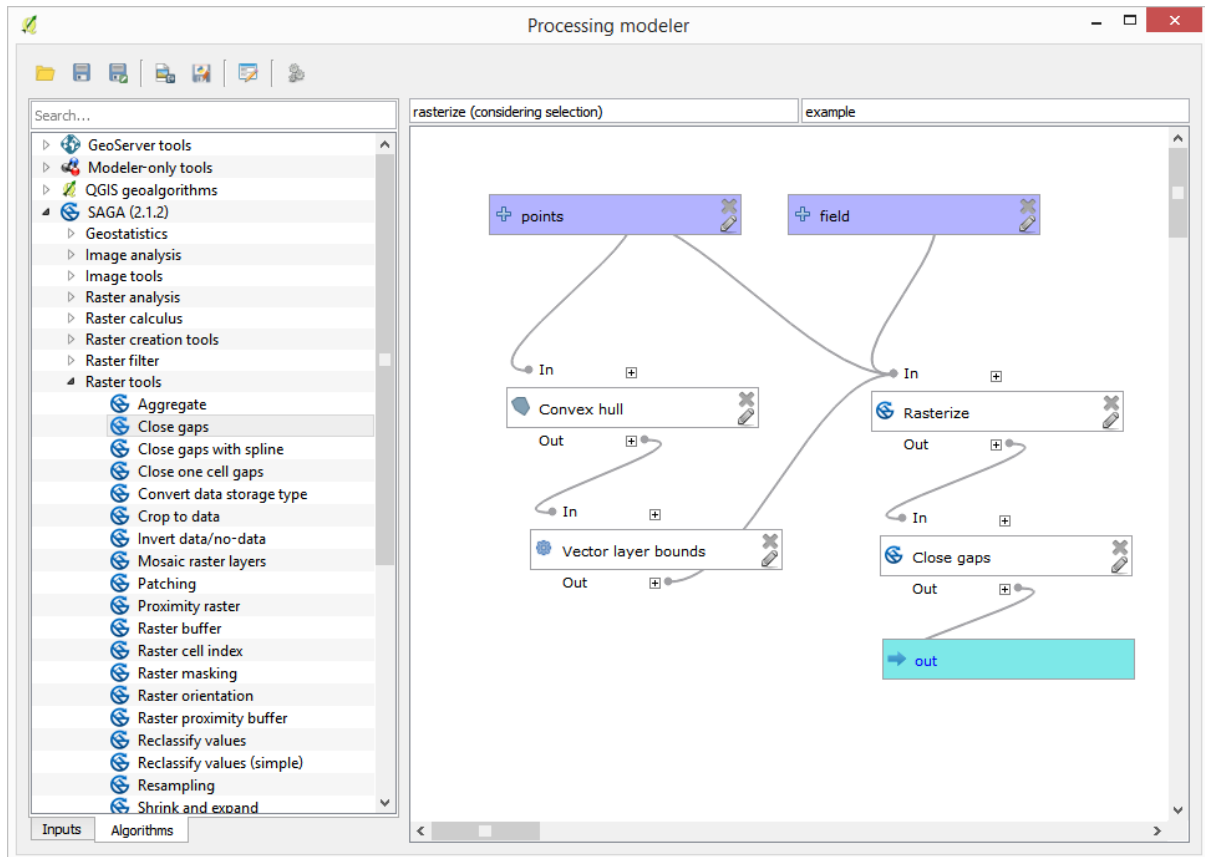 Processing modeler
Search...
GeoServer tools
Modeler-only tools
QGIS geoalgorithms
SAGA (2.1.2)
Geostatistics
Image analysis
Image tools
Raster analysis
Raster calculus
Raster creation tools
Raster filter
Raster tools
Aggregate
Close gaps
Close gaps with spline
Close one cell gaps
Convert data storage type
Crop to data
Invert data/no-data
Mosaic raster layers
Patching
Proximity raster
Raster buffer
Raster cell index
Raster masking
Raster orientation
Raster proximity buffer
Reclassify values
Reclassify values (simple)
Resampling
Shrink and expand
Inputs Algorithms
rasterize (considering selection) example
points field
In
In
Convex hull
Rasterize
Out
Out
In
In
Vector layer bounds
Close gaps
Out
Out
out